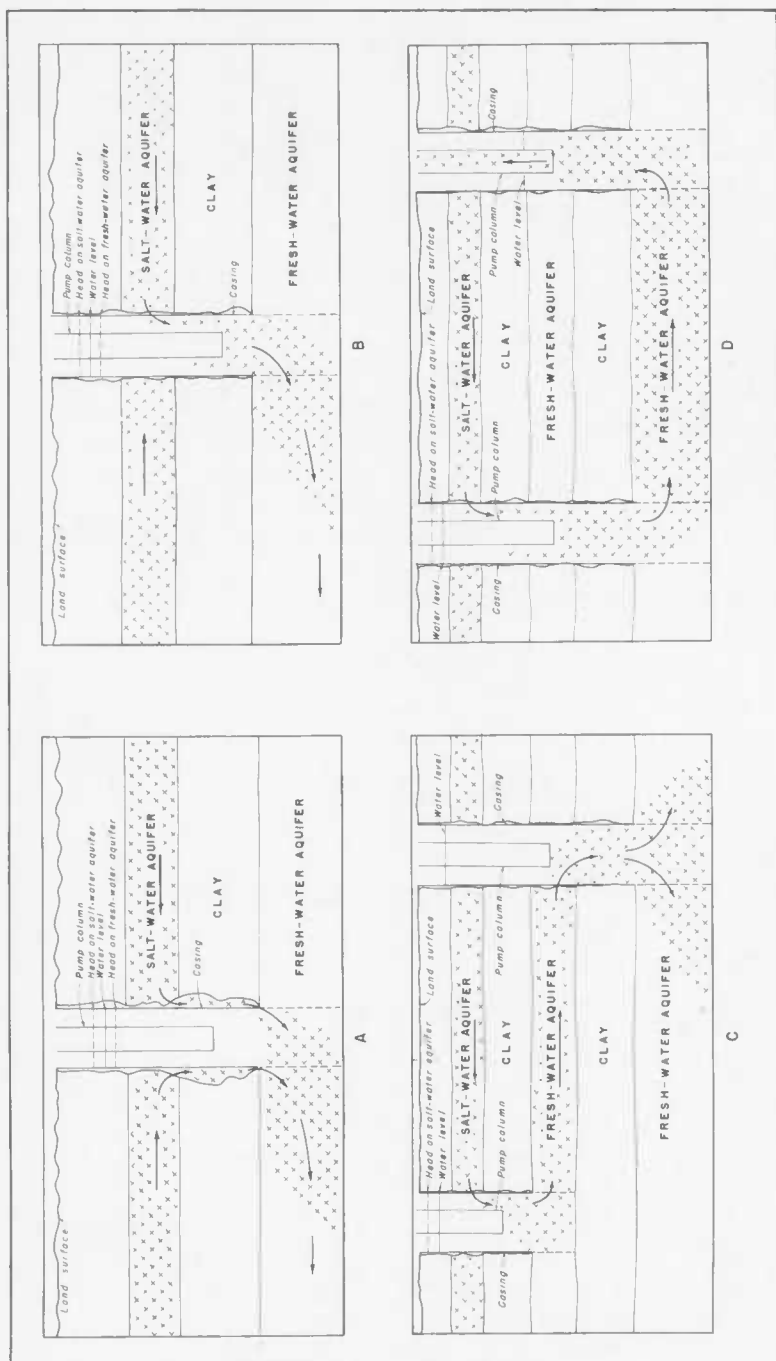 Land surface
Pump column
Head on salt-water aquifer
Water level
Head on fresh-water aquifer
SALT-WATER AQUIFER
CLAY
Casing
FRESH-WATER AQUIFER
A
Land surface
Pump column
Head on salt-water aquifer
Water level
Head on fresh-water aquifer
SALT-WATER AQUIFER
CLAY
Casing
FRESH-WATER AQUIFER
B
Head on salt-water aquifer
Land surface
Water level
Water level
SALT-WATER AQUIFER
Casing
CLAY
Casing
Pump column
Pump column
FRESH-WATER AQUIFER
CLAY
FRESH-WATER AQUIFER
C
Water level
Head on salt-water aquifer
Land surface
SALT-WATER AQUIFER
Casing
CLAY
Casing
Pump column
Pump column
Water level
FRESH-WATER AQUIFER
CLAY
FRESH-WATER AQUIFER
D